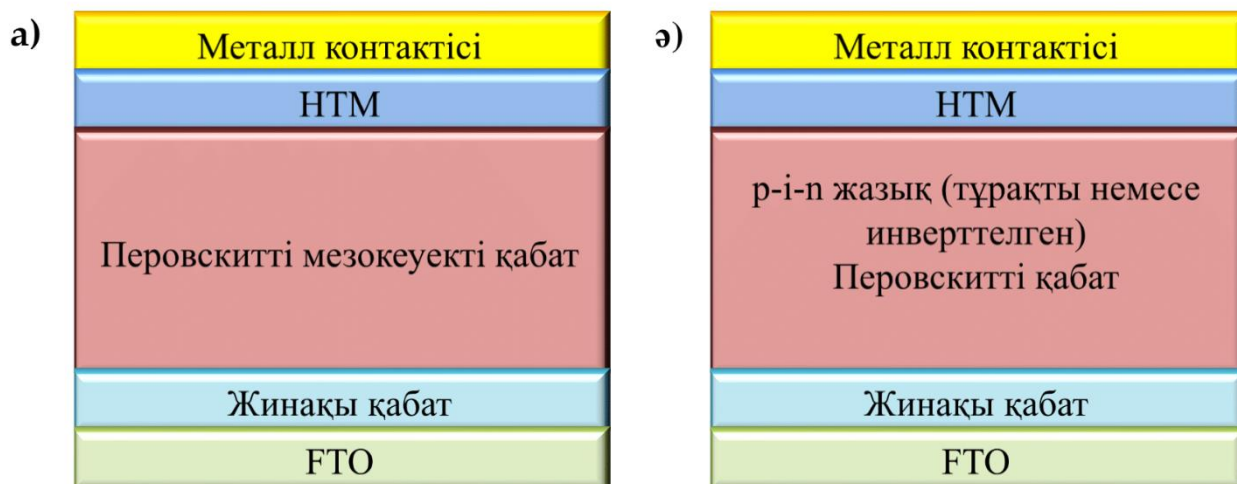 а)
Металл контактісі
HTM
Перовскитті мезокеуекті қабат
Жинақы қабат
FTO
ә)
Металл контактісі
HTM
p-i-n жазық (тұрақты немесе
инверттелген)
Перовскитті қабат
Жинақы қабат
FTO